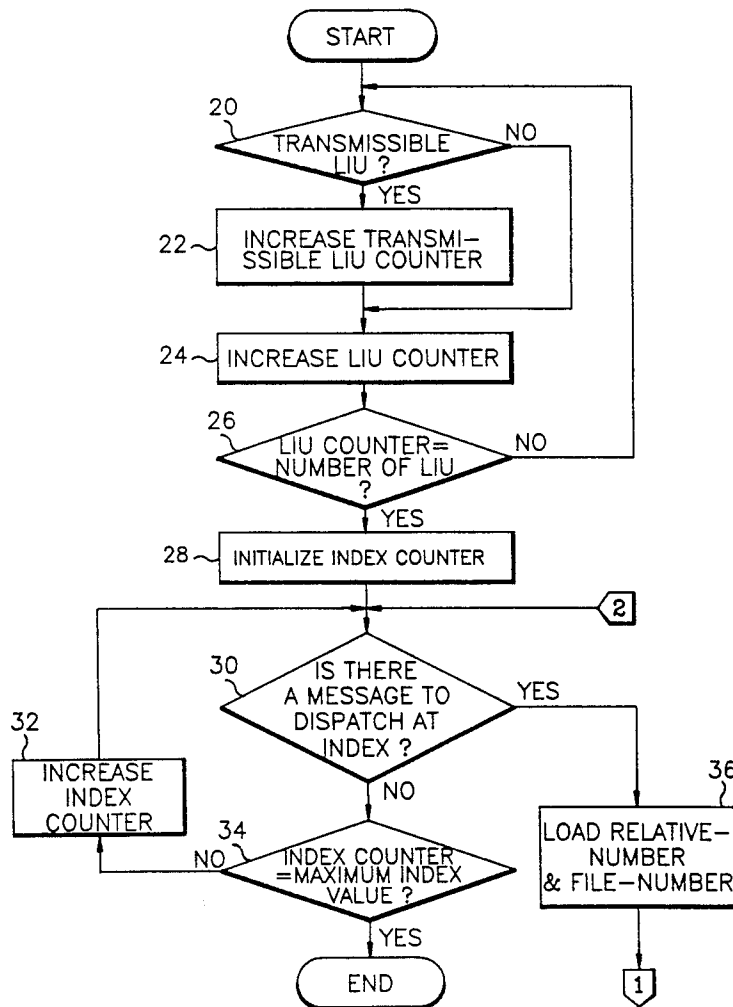 START
20
TRANSMISSIBLE
LIU ?
NO
YES
22
INCREASE TRANSMI-
SSIBLE LIU COUNTER
24
INCREASE LIU COUNTER
26
LIU COUNTER=
NUMBER OF LIU
?
NO
YES
28
INITIALIZE INDEX COUNTER
2
30
IS THERE
A MESSAGE TO
DISPATCH AT
INDEX ?
YES
NO
32
INCREASE
INDEX
COUNTER
34
INDEX COUNTER
=MAXIMUM INDEX
VALUE ?
NO
YES
36
LOAD RELATIVE-
NUMBER
& FILE-NUMBER
END
1